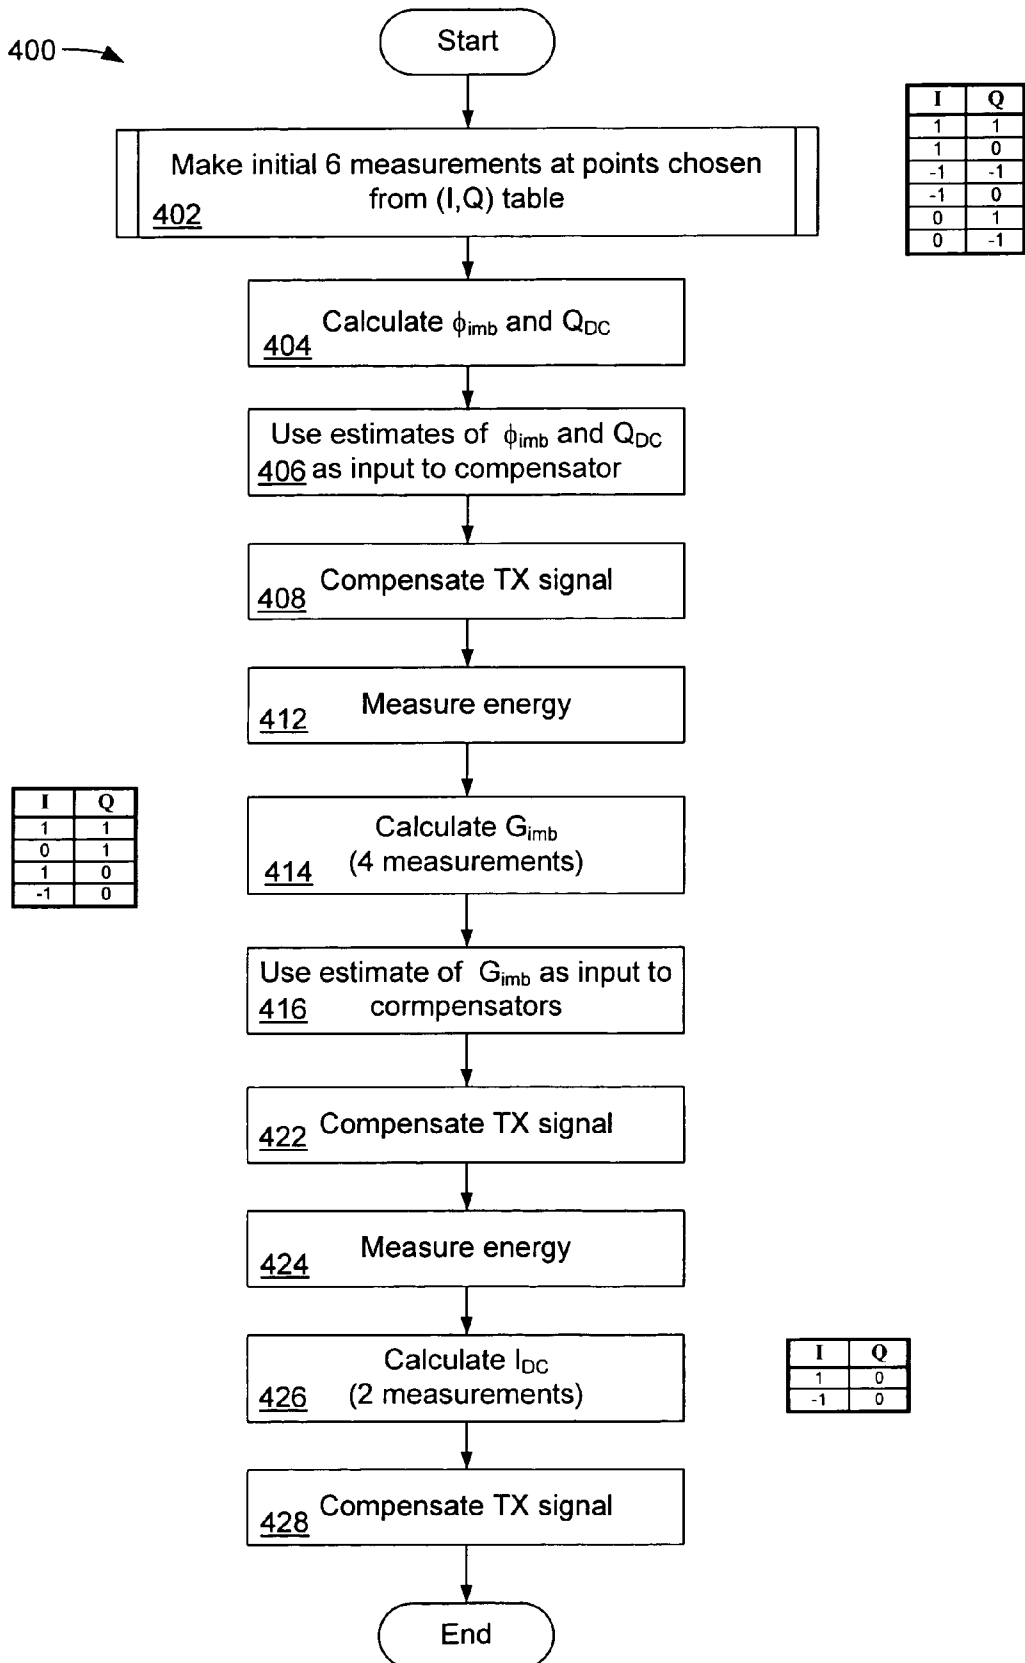 400
Start
I Q
1 1
1 0
-1 -1
-1 0
0 1
0 -1
Make initial 6 measurements at points chosen
from (I,Q) table
402
Calculate ϕimb and QDC
404
Use estimates of ϕimb and QDC
406 as input to compensator
Compensate TX signal
408
Measure energy
412
I Q
1 1
0 1
1 0
-1 0
Calculate Gimb
(4 measurements)
414
Use estimate of Gimb as input to
416 cormpensators
Compensate TX signal
422
Measure energy
424
Calculate IDC
(2 measurements)
426
I Q
1 0
-1 0
Compensate TX signal
428
End